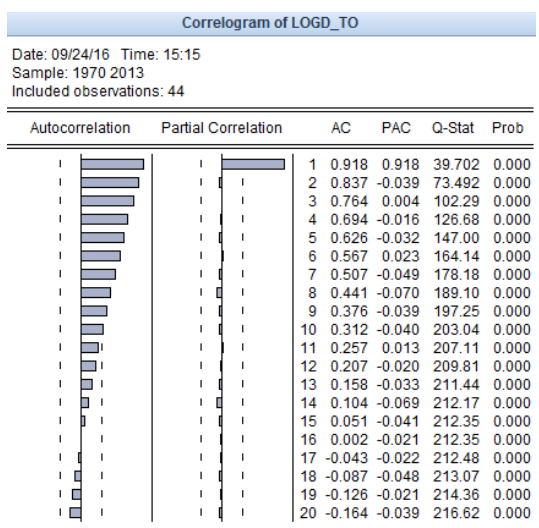 Correlogram of LOGD_TO
Date: 09/24/16 Time: 15:15
Sample: 1970 2013
Included observations: 44
Autocorrelation Partial Correlation AC PAC Q-Stat Prob
1 0.918 0.918 39.702 0.000
2 0.837 -0.039 73.492 0.000
3 0.764 0.004 102.29 0.000
4 0.694 -0.016 126.68 0.000
5 0.626 -0.032 147.00 0.000
6 0.567 0.023 164.14 0.000
7 0.507 -0.049 178.18 0.000
8 0.441 -0.070 189.10 0.000
9 0.376 -0.039 197.25 0.000
10 0.312 -0.040 203.04 0.000
11 0.257 0.013 207.11 0.000
12 0.207 -0.020 209.81 0.000
13 0.158 -0.033 211.44 0.000
14 0.104 -0.069 212.17 0.000
15 0.051 -0.041 212.35 0.000
16 0.002 -0.021 212.35 0.000
17 -0.043 -0.022 212.48 0.000
18 -0.087 -0.048 213.07 0.000
19 -0.126 -0.021 214.36 0.000
20 -0.164 -0.039 216.62 0.000